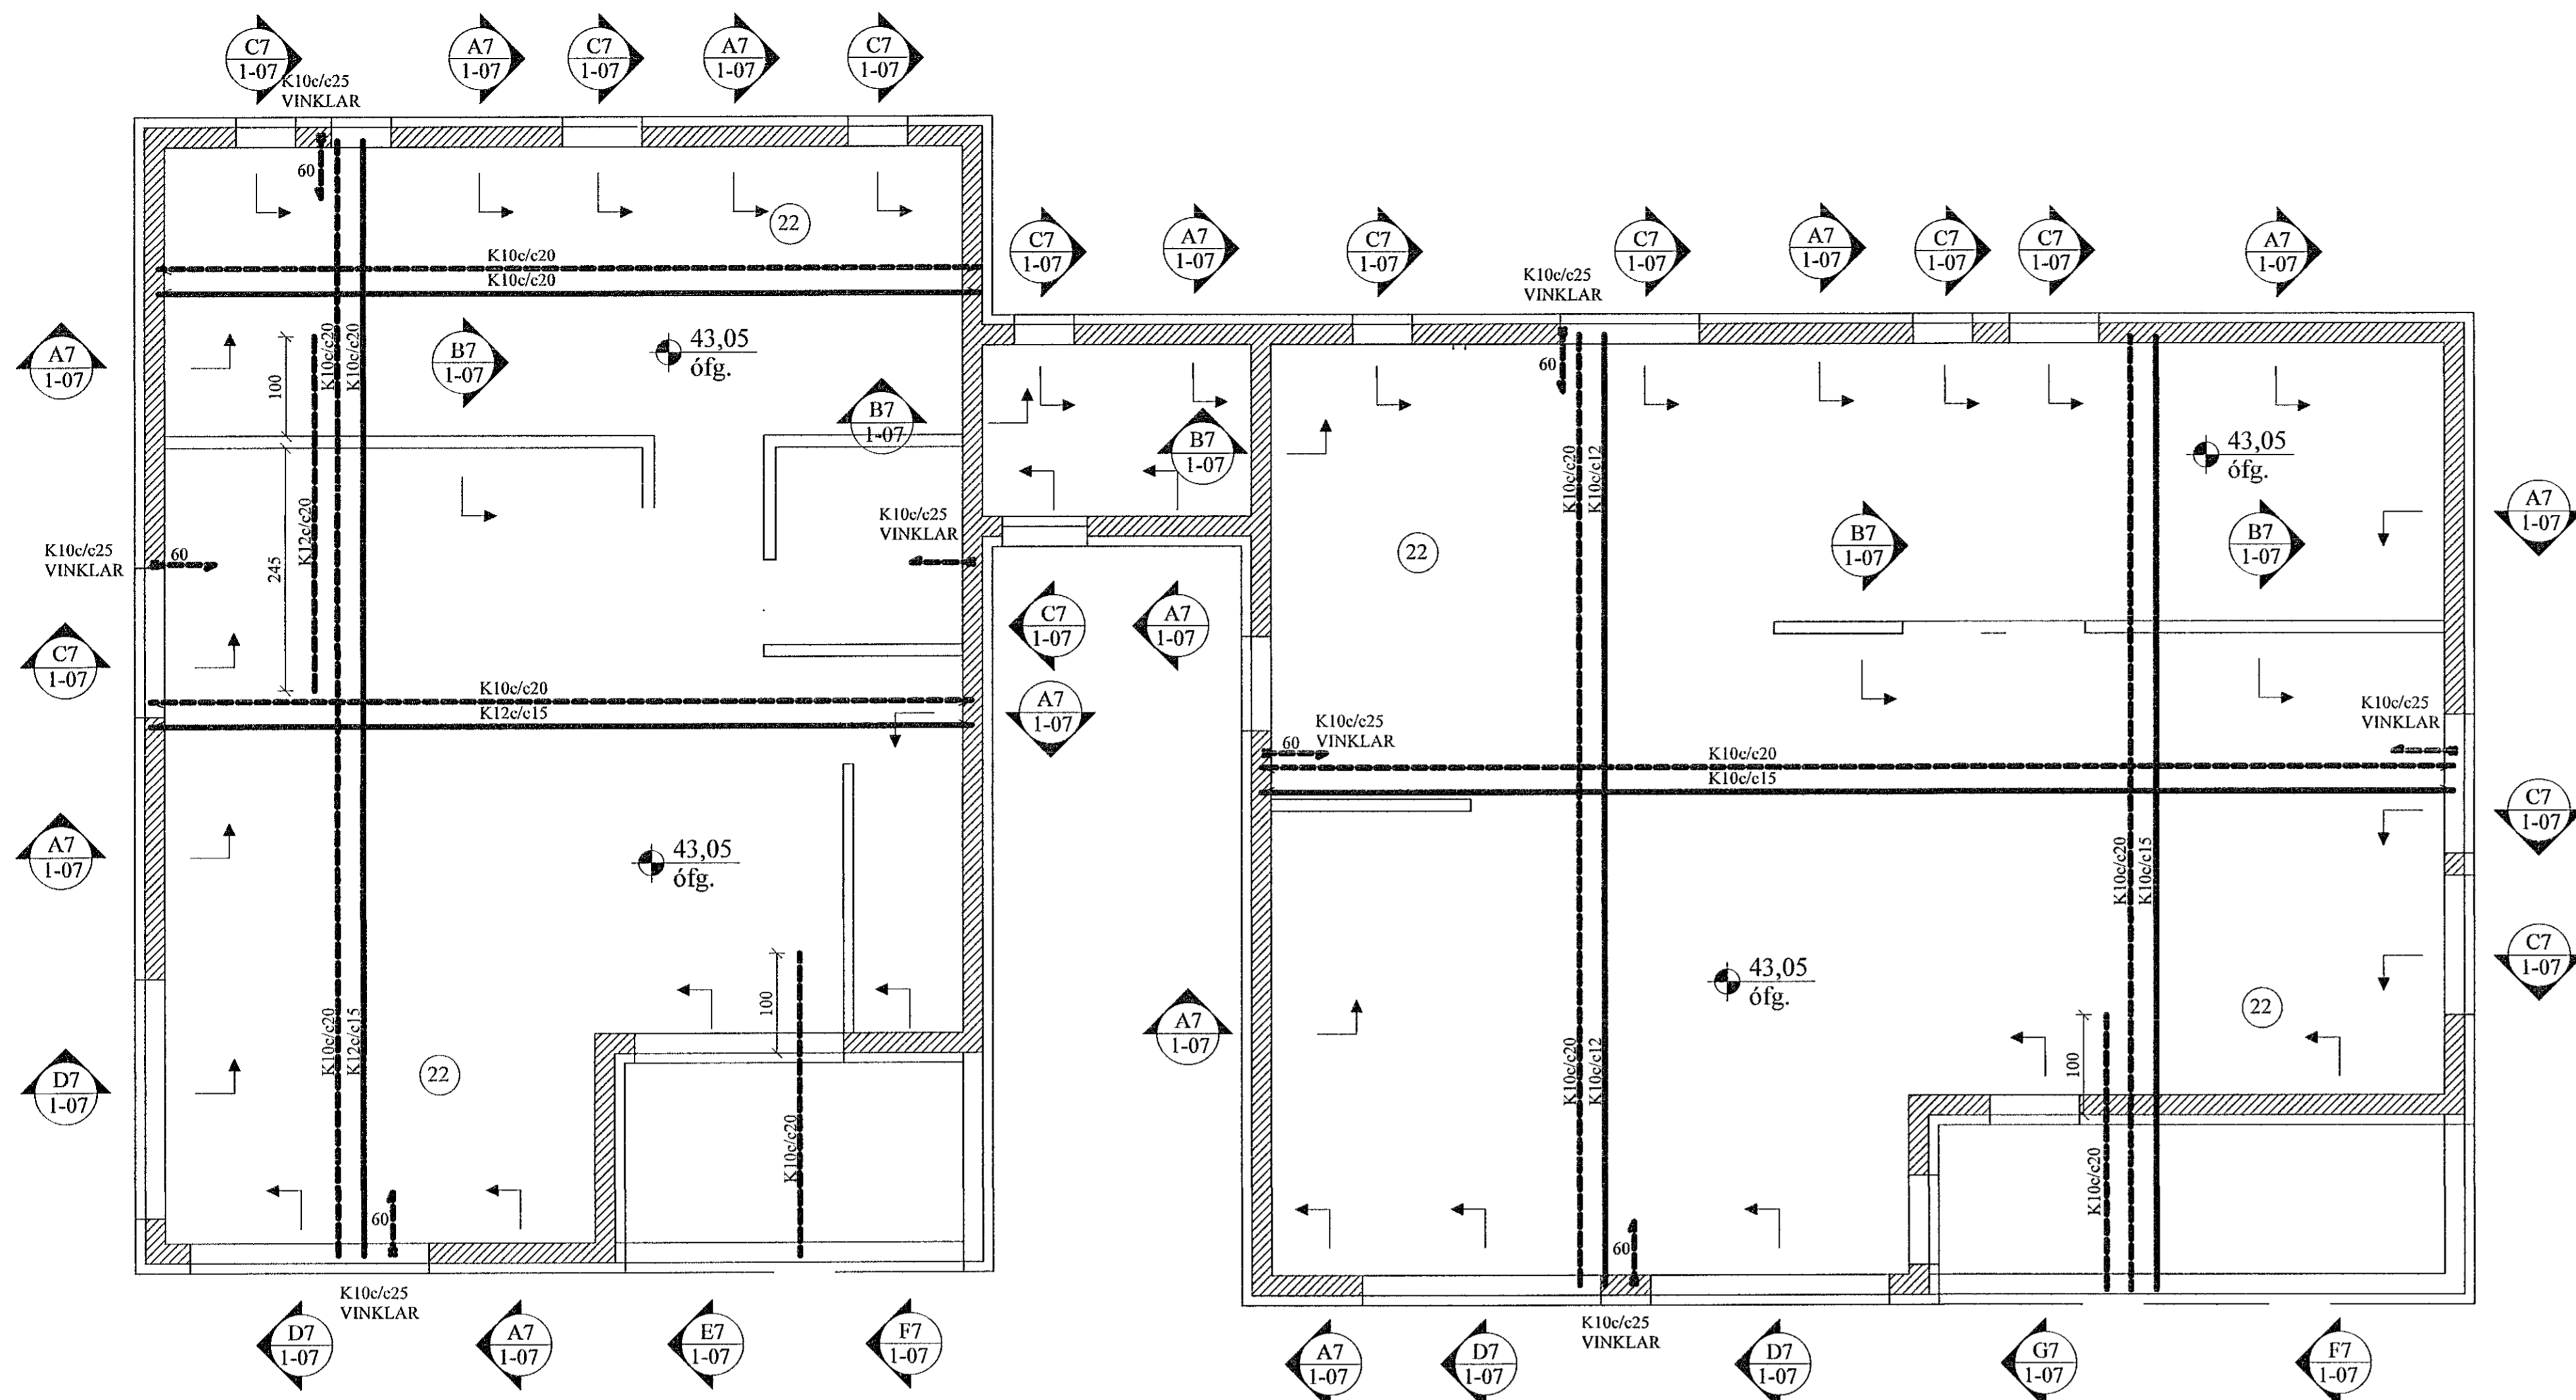 C7
1-07
A7
1-07
C7
1-07
A7
1-07
C7
1-07
K10c/c25
VINKLAR
60
22
K10c/c20
K10c/c20
C7
1-07
A7
1-07
C7
1-07
C7
1-07
A7
1-07
C7
1-07
C7
1-07
A7
1-07
K10c/c25
VINKLAR
60
A7
1-07
100
K10c/c20
K10c/c20
B7
1-07
43,05
ófg.
B7
1-07
B7
1-07
K10c/c20
K10c/c12
43,05
ófg.
K10c/c25
VINKLAR
60
245
K12c/c20
K10c/c25
VINKLAR
22
B7
1-07
B7
1-07
A7
1-07
C7
1-07
C7
1-07
A7
1-07
A7
1-07
K10c/c20
K12c/c15
K10c/c25
VINKLAR
60
K10c/c25
VINKLAR
K10c/c20
K10c/c15
A7
1-07
43,05
ófg.
C7
1-07
K10c/c20
K10c/c15
C7
1-07
43,05
ófg.
22
100
A7
1-07
K10c/c20
K12c/c15
22
D7
1-07
K10c/c20
K10c/c20
K10c/c12
100
K10c/c20
60
60
K10c/c25
VINKLAR
K10c/c25
VINKLAR
D7
1-07
A7
1-07
E7
1-07
F7
1-07
A7
1-07
D7
1-07
D7
1-07
G7
1-07
F7
1-07